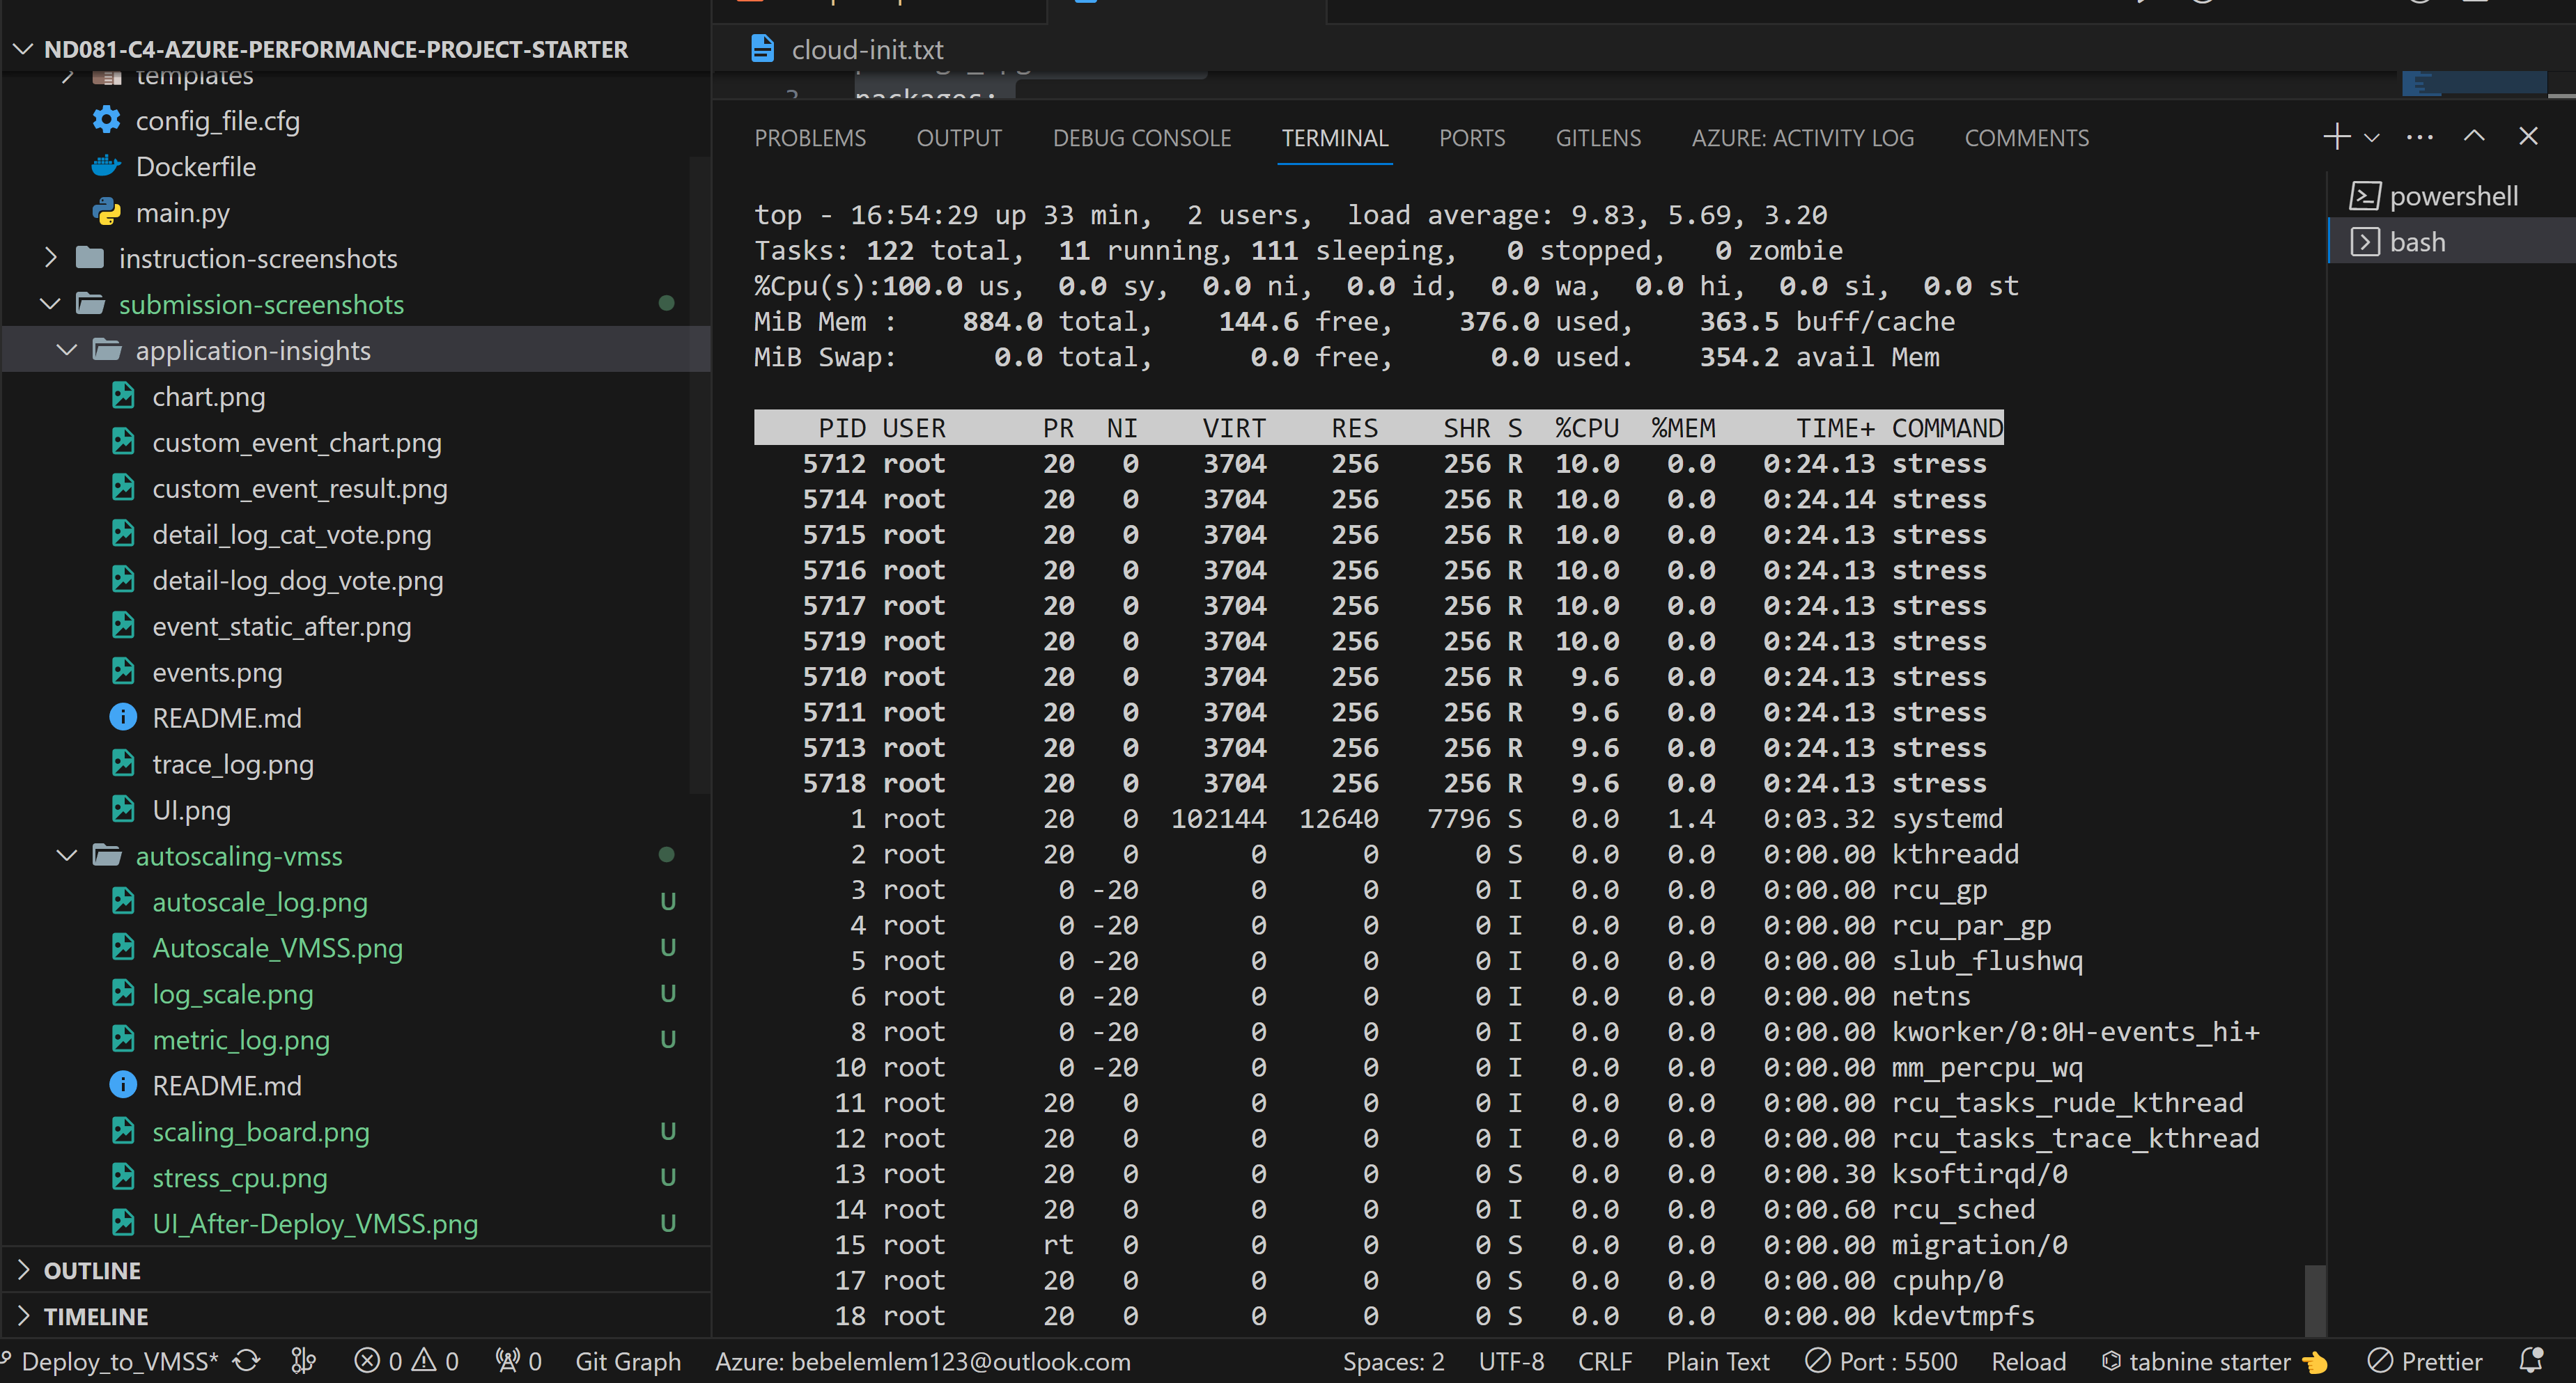 ND081-C4-AZURE-PERFORMANCE-PROJECT-STARTER
templates
config_file.cfg
Dockerfile
main.py
instruction-screenshots
submission-screenshots
application-insights
chart.png
custom_event_chart.png
custom_event_result.png
detail_log_cat_vote.png
detail-log_dog_vote.png
event_static_after.png
events.png
README.md
trace_log.png
UI.png
autoscaling-vmss
autoscale_log.png U
Autoscale_VMSS.png U
log_scale.png U
metric_log.png U
README.md
scaling_board.png U
stress_cpu.png U
UI_After-Deploy_VMSS.png U
OUTLINE
TIMELINE
cloud-init.txt
3 packages:
PROBLEMS OUTPUT DEBUG CONSOLE TERMINAL PORTS GITLENS AZURE: ACTIVITY LOG COMMENTS
powershell
bash
top - 16:54:29 up 33 min, 2 users, load average: 9.83, 5.69, 3.20
Tasks: 122 total, 11 running, 111 sleeping, 0 stopped, 0 zombie
%Cpu(s):100.0 us, 0.0 sy, 0.0 ni, 0.0 id, 0.0 wa, 0.0 hi, 0.0 si, 0.0 st
MiB Mem : 884.0 total, 144.6 free, 376.0 used, 363.5 buff/cache
MiB Swap: 0.0 total, 0.0 free, 0.0 used. 354.2 avail Mem
PID USER PR NI VIRT RES SHR S %CPU %MEM TIME+ COMMAND
5712 root 20 0 3704 256 256 R 10.0 0.0 0:24.13 stress
5714 root 20 0 3704 256 256 R 10.0 0.0 0:24.14 stress
5715 root 20 0 3704 256 256 R 10.0 0.0 0:24.13 stress
5716 root 20 0 3704 256 256 R 10.0 0.0 0:24.13 stress
5717 root 20 0 3704 256 256 R 10.0 0.0 0:24.13 stress
5719 root 20 0 3704 256 256 R 10.0 0.0 0:24.13 stress
5710 root 20 0 3704 256 256 R 9.6 0.0 0:24.13 stress
5711 root 20 0 3704 256 256 R 9.6 0.0 0:24.13 stress
5713 root 20 0 3704 256 256 R 9.6 0.0 0:24.13 stress
5718 root 20 0 3704 256 256 R 9.6 0.0 0:24.13 stress
1 root 20 0 102144 12640 7796 S 0.0 1.4 0:03.32 systemd
2 root 20 0 0 0 0 S 0.0 0.0 0:00.00 kthreadd
3 root 0 -20 0 0 0 I 0.0 0.0 0:00.00 rcu_gp
4 root 0 -20 0 0 0 I 0.0 0.0 0:00.00 rcu_par_gp
5 root 0 -20 0 0 0 I 0.0 0.0 0:00.00 slub_flushwq
6 root 0 -20 0 0 0 I 0.0 0.0 0:00.00 netns
8 root 0 -20 0 0 0 I 0.0 0.0 0:00.00 kworker/0:0H-events_hi+
10 root 0 -20 0 0 0 I 0.0 0.0 0:00.00 mm_percpu_wq
11 root 20 0 0 0 0 I 0.0 0.0 0:00.00 rcu_tasks_rude_kthread
12 root 20 0 0 0 0 I 0.0 0.0 0:00.00 rcu_tasks_trace_kthread
13 root 20 0 0 0 0 S 0.0 0.0 0:00.30 ksoftirqd/0
14 root 20 0 0 0 0 I 0.0 0.0 0:00.60 rcu_sched
15 root rt 0 0 0 0 S 0.0 0.0 0:00.00 migration/0
17 root 20 0 0 0 0 S 0.0 0.0 0:00.00 cpuhp/0
18 root 20 0 0 0 0 S 0.0 0.0 0:00.00 kdevtmpfs
Deploy_to_VMSS* 0 0 0 Git Graph Azure: bebelemlem123@outlook.com Spaces: 2 UTF-8 CRLF Plain Text Port : 5500 Reload tabnine starter Prettier